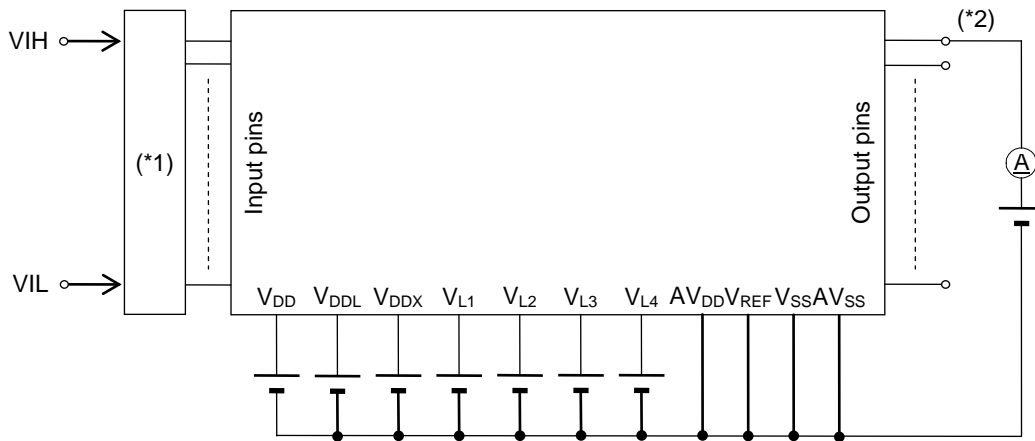 (*2)
VIH
(*1)
Input pins
Output pins
A
VIL
VDD VDDL VDDX VL1 VL2 VL3 VL4 AVDD VREF VSS AVSS